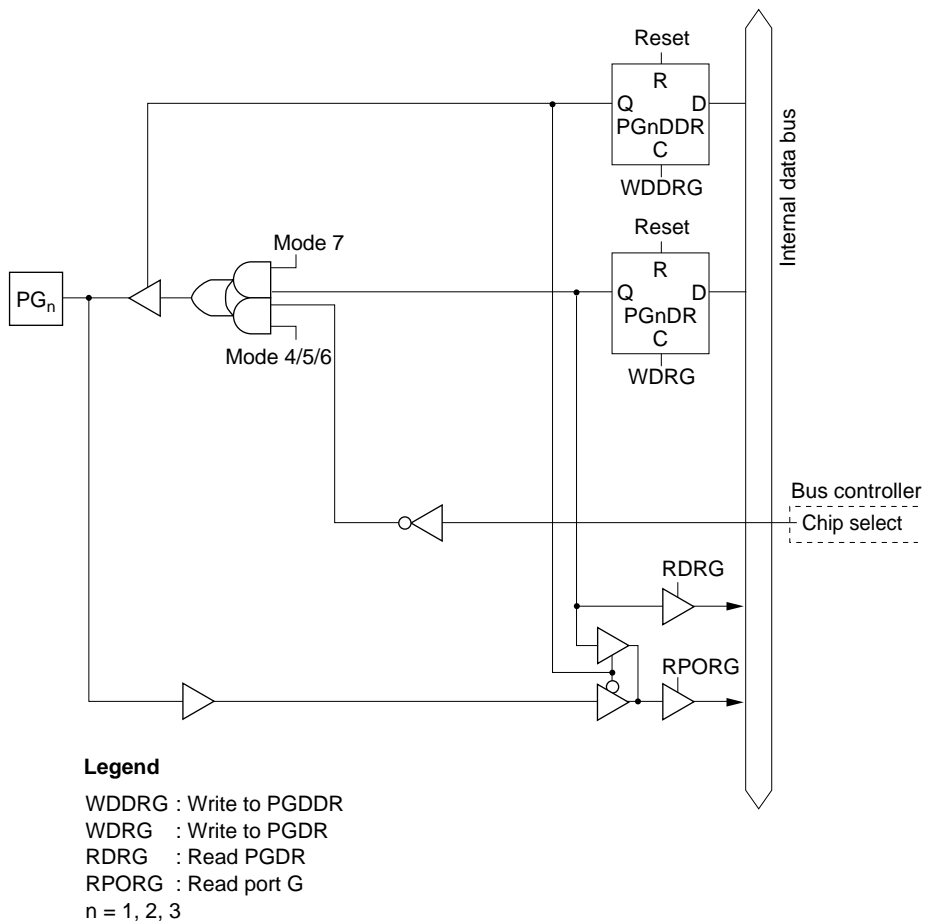 Reset
R
Q D
PGnDDR
C
WDDRG
Internal data bus
Reset
R
Q D
PGnDR
C
WDRG
Mode 7
PGn
Mode 4/5/6
Bus controller
Chip select
RDRG
RPORG
Legend
WDDRG : Write to PGDDR
WDRG : Write to PGDR
RDRG : Read PGDR
RPORG : Read port G
n = 1, 2, 3